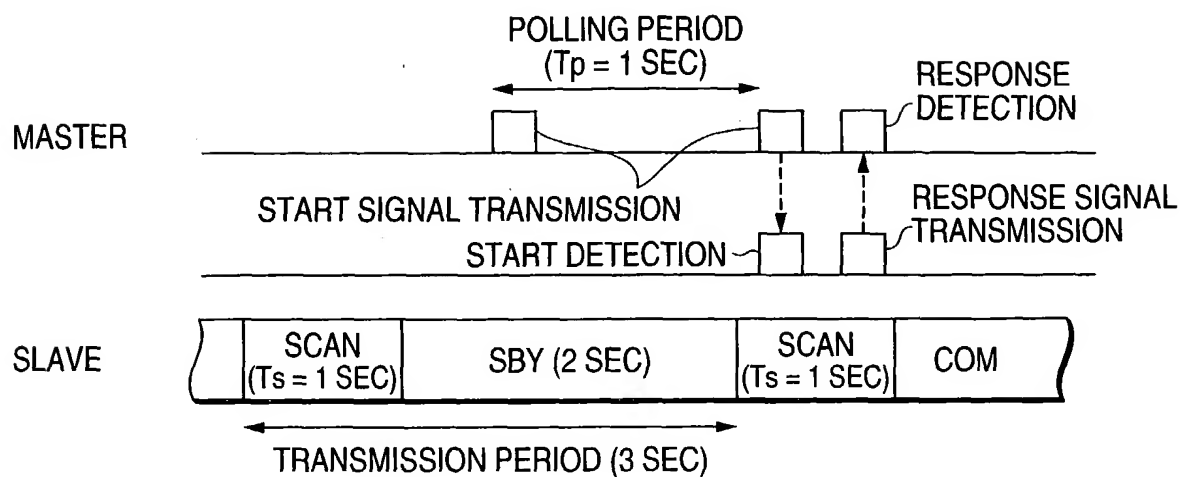 POLLING PERIOD
(Tp = 1 SEC)
RESPONSE
DETECTION
MASTER
START SIGNAL TRANSMISSION
RESPONSE SIGNAL
TRANSMISSION
START DETECTION
SLAVE
SCAN
(Ts = 1 SEC)
SBY (2 SEC)
SCAN
(Ts = 1 SEC)
COM
TRANSMISSION PERIOD (3 SEC)